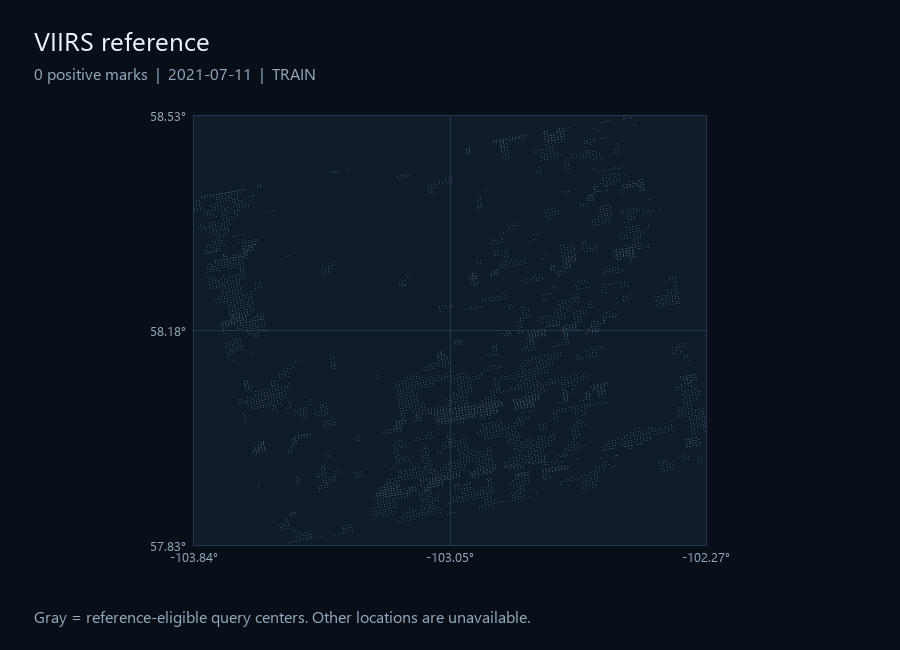 VIIRS reference
0 positive marks | 2021-07-11 | TRAIN
58.53°
58.18°
57.83°
-103.84° -103.05° -102.27°
Gray = reference-eligible query centers. Other locations are unavailable.